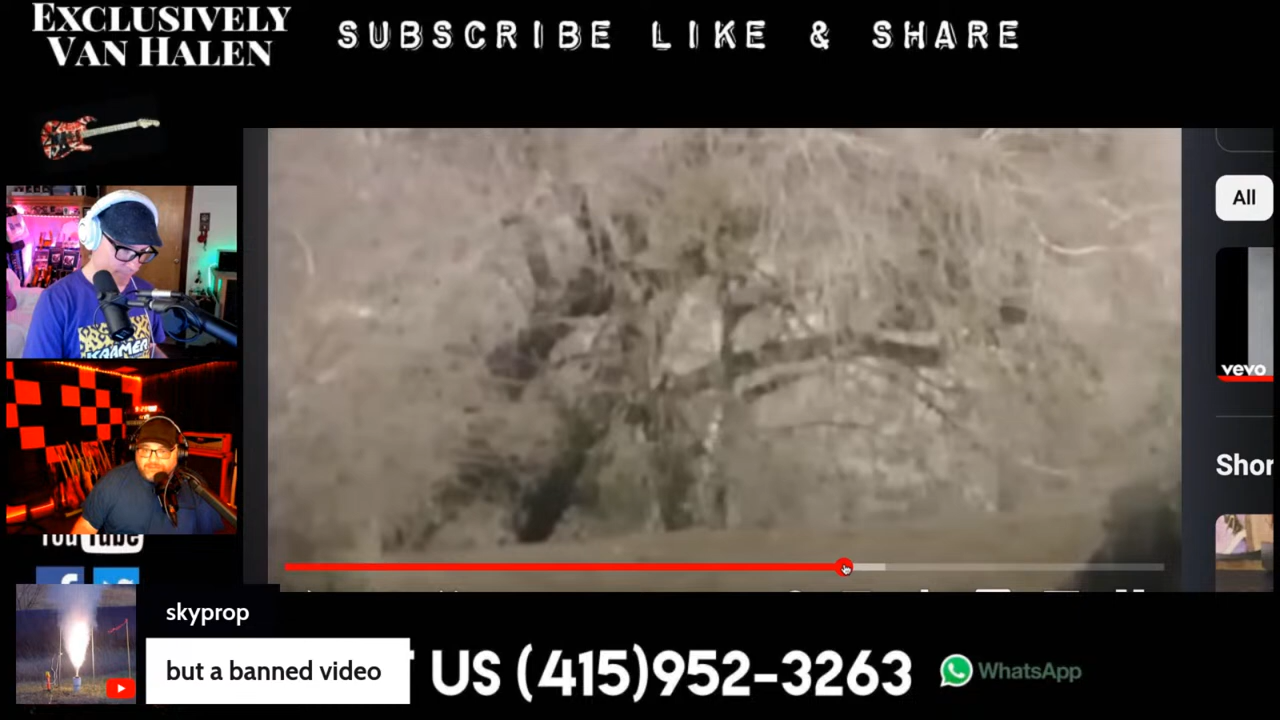 EXCLUSIVELY
VAN HALEN
SUBSCRIBE LIKE & SHARE
All
vevo
Shor
KRAMER
YouTube
skyprop
but a banned video
US (415)952-3263
WhatsApp